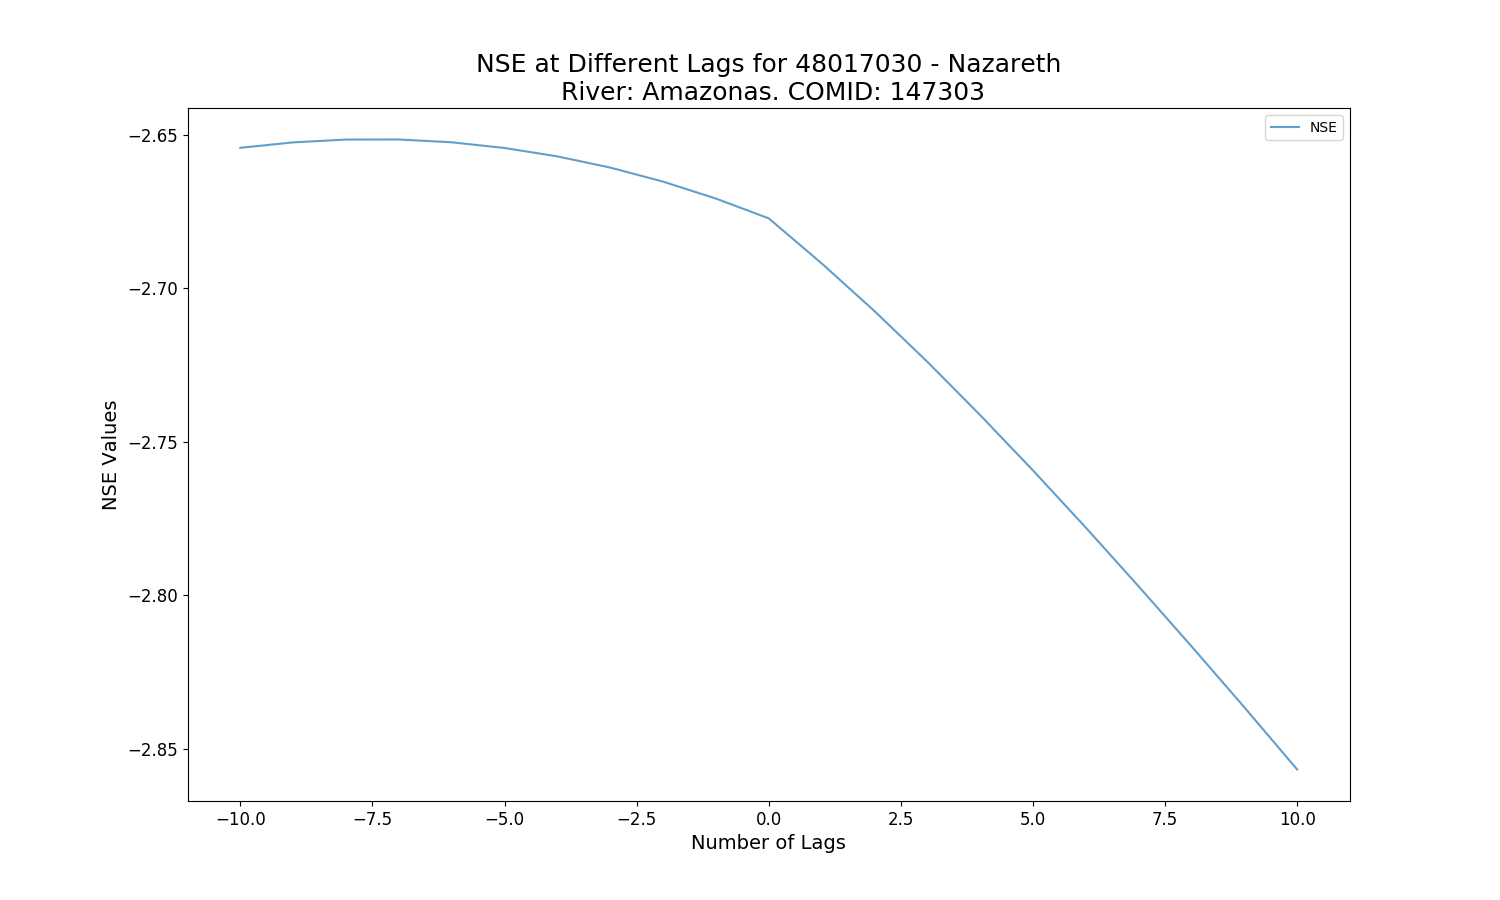 NSE at Different Lags for 48017030 - Nazareth
River: Amazonas. COMID: 147303
NSE
−2.65
−2.70
−2.75
−2.80
−2.85
NSE Values
−10.0 −7.5 −5.0 −2.5 0.0 2.5 5.0 7.5 10.0
Number of Lags